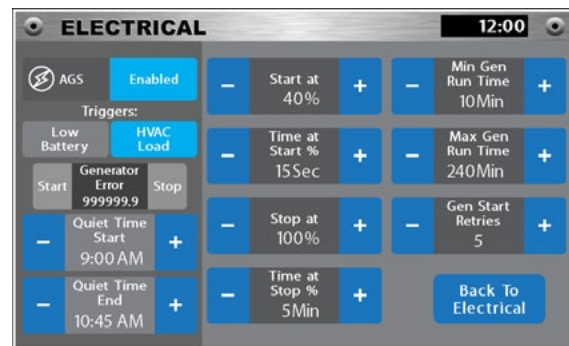 ELECTRICAL
12:00
AGS
Enabled
Triggers:
Low
Battery
HVAC
Load
Start
Generator
Error
999999.9
Stop
–
Quiet Time
Start
9:00 AM
+
–
Quiet Time
End
10:45 AM
+
–
Start at
40%
+
–
Time at
Start %
15Sec
+
–
Stop at
100%
+
–
Time at
Stop %
5Min
+
–
Min Gen
Run Time
10Min
+
–
Max Gen
Run Time
240Min
+
–
Gen Start
Retries
5
+
Back To
Electrical